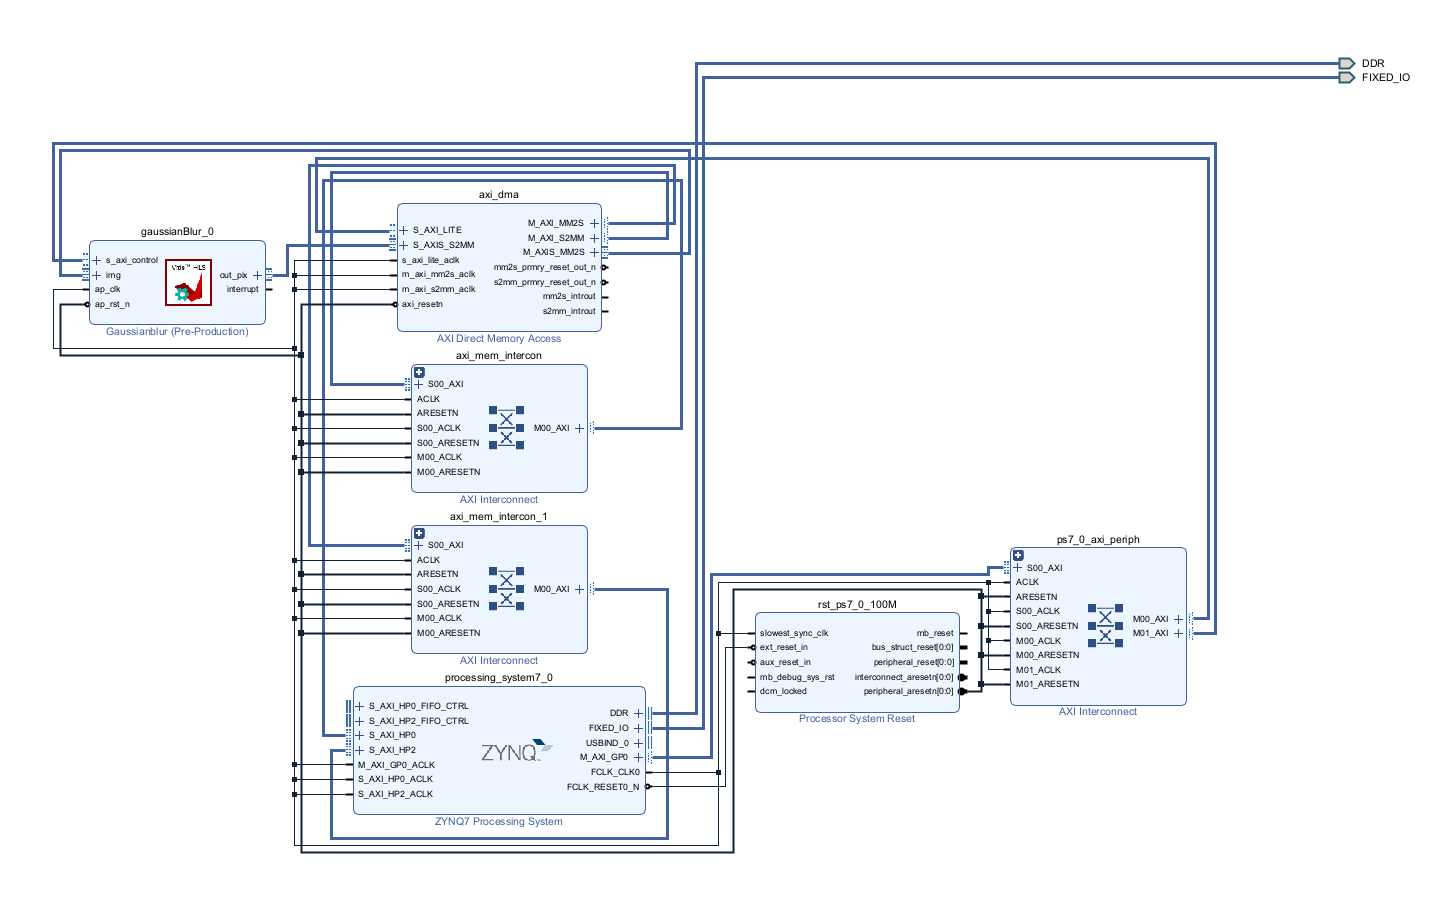 DDR
FIXED_IO
axi_dma
S_AXI_LITE
S_AXIS_S2MM
s_axi_lite_aclk
m_axi_mm2s_aclk
m_axi_s2mm_aclk
axi_resetn
M_AXI_MM2S
M_AXI_S2MM
M_AXIS_MM2S
mm2s_prmry_reset_out_n
s2mm_prmry_reset_out_n
mm2s_introut
s2mm_introut
AXI Direct Memory Access
gaussianBlur_0
s_axi_control
img
ap_clk
ap_rst_n
Vitis™ HLS
out_pix
interrupt
Gaussianblur (Pre-Production)
axi_mem_intercon
S00_AXI
ACLK
ARESETN
S00_ACLK
S00_ARESETN
M00_ACLK
M00_ARESETN
M00_AXI
AXI Interconnect
axi_mem_intercon_1
S00_AXI
ACLK
ARESETN
S00_ACLK
S00_ARESETN
M00_ACLK
M00_ARESETN
M00_AXI
AXI Interconnect
processing_system7_0
S_AXI_HP0_FIFO_CTRL
S_AXI_HP2_FIFO_CTRL
S_AXI_HP0
S_AXI_HP2
M_AXI_GP0_ACLK
S_AXI_HP0_ACLK
S_AXI_HP2_ACLK
ZYNQ
DDR
FIXED_IO
USBIND_0
M_AXI_GP0
FCLK_CLK0
FCLK_RESET0_N
ZYNQ7 Processing System
rst_ps7_0_100M
slowest_sync_clk
ext_reset_in
aux_reset_in
mb_debug_sys_rst
dcm_locked
mb_reset
bus_struct_reset[0:0]
peripheral_reset[0:0]
interconnect_aresetn[0:0]
peripheral_aresetn[0:0]
Processor System Reset
ps7_0_axi_periph
S00_AXI
ACLK
ARESETN
S00_ACLK
S00_ARESETN
M00_ACLK
M00_ARESETN
M01_ACLK
M01_ARESETN
M00_AXI
M01_AXI
AXI Interconnect